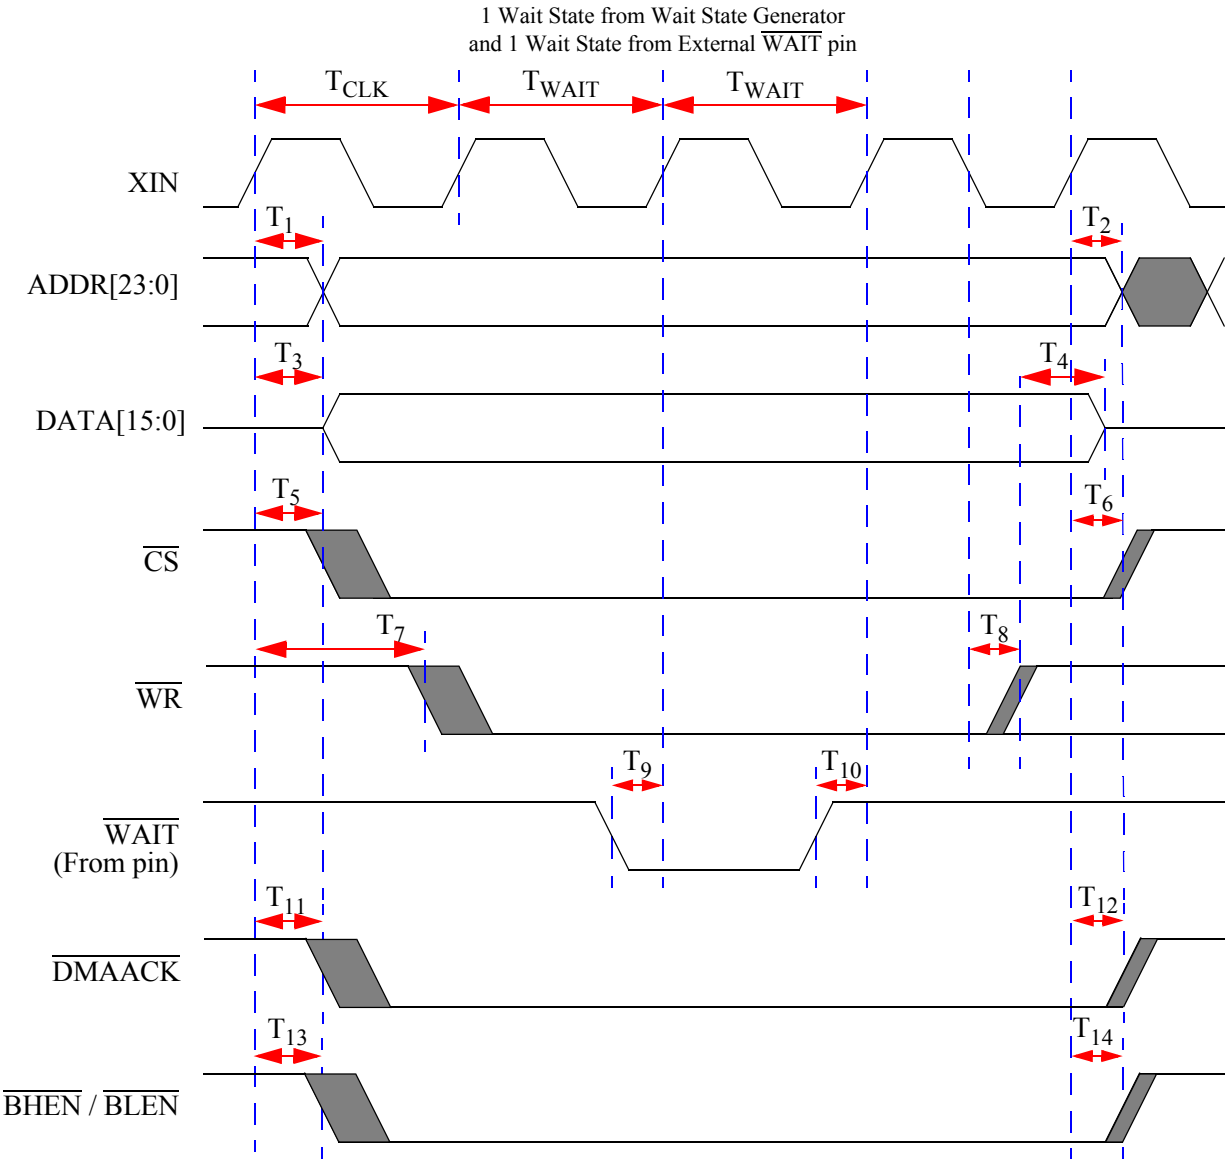 1 Wait State from Wait State Generator
and 1 Wait State from External WAIT pin
TCLK TWAIT TWAIT
XIN
T1 T2
ADDR[23:0]
T3 T4
DATA[15:0]
T5 T6
CS
T7 T8
WR
T9 T10
WAIT
(From pin)
T11 T12
DMAACK
T13 T14
BHEN / BLEN